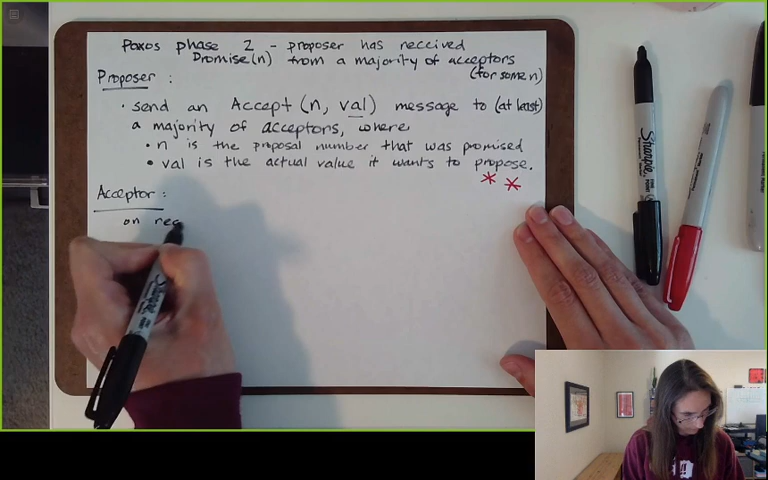 Paxos phase 2 - proposer has received
Promise(n) from a majority of acceptors
(for some n)
Proposer :
• send an Accept (n, val) message to (at least)
a majority of acceptors, where
• n is the proposal number that was promised
• val is the actual value it wants to propose.
* *
Acceptor :
on rec
Sharpie
Sharpie